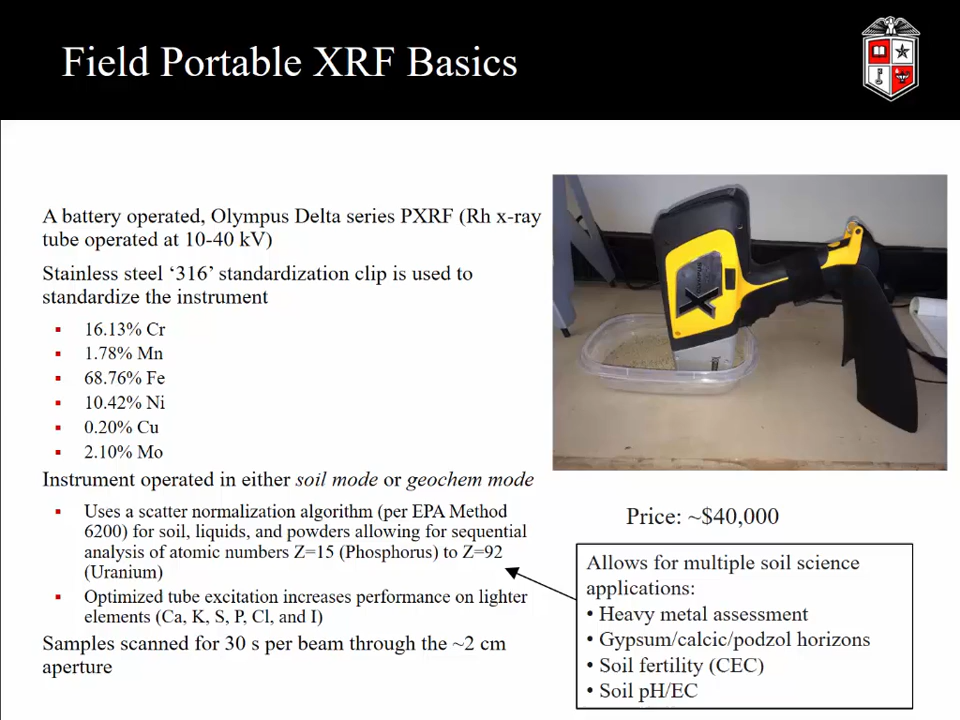 Field Portable XRF Basics
A battery operated, Olympus Delta series PXRF (Rh x-ray
tube operated at 10-40 kV)
Stainless steel ‘316’ standardization clip is used to
standardize the instrument
▪ 16.13% Cr
▪ 1.78% Mn
▪ 68.76% Fe
▪ 10.42% Ni
▪ 0.20% Cu
▪ 2.10% Mo
Instrument operated in either soil mode or geochem mode
▪ Uses a scatter normalization algorithm (per EPA Method
6200) for soil, liquids, and powders allowing for sequential
analysis of atomic numbers Z=15 (Phosphorus) to Z=92
(Uranium)
▪ Optimized tube excitation increases performance on lighter
elements (Ca, K, S, P, Cl, and I)
Samples scanned for 30 s per beam through the ~2 cm
aperture
X
Price: ~$40,000
Allows for multiple soil science
applications:
• Heavy metal assessment
• Gypsum/calcic/podzol horizons
• Soil fertility (CEC)
• Soil pH/EC